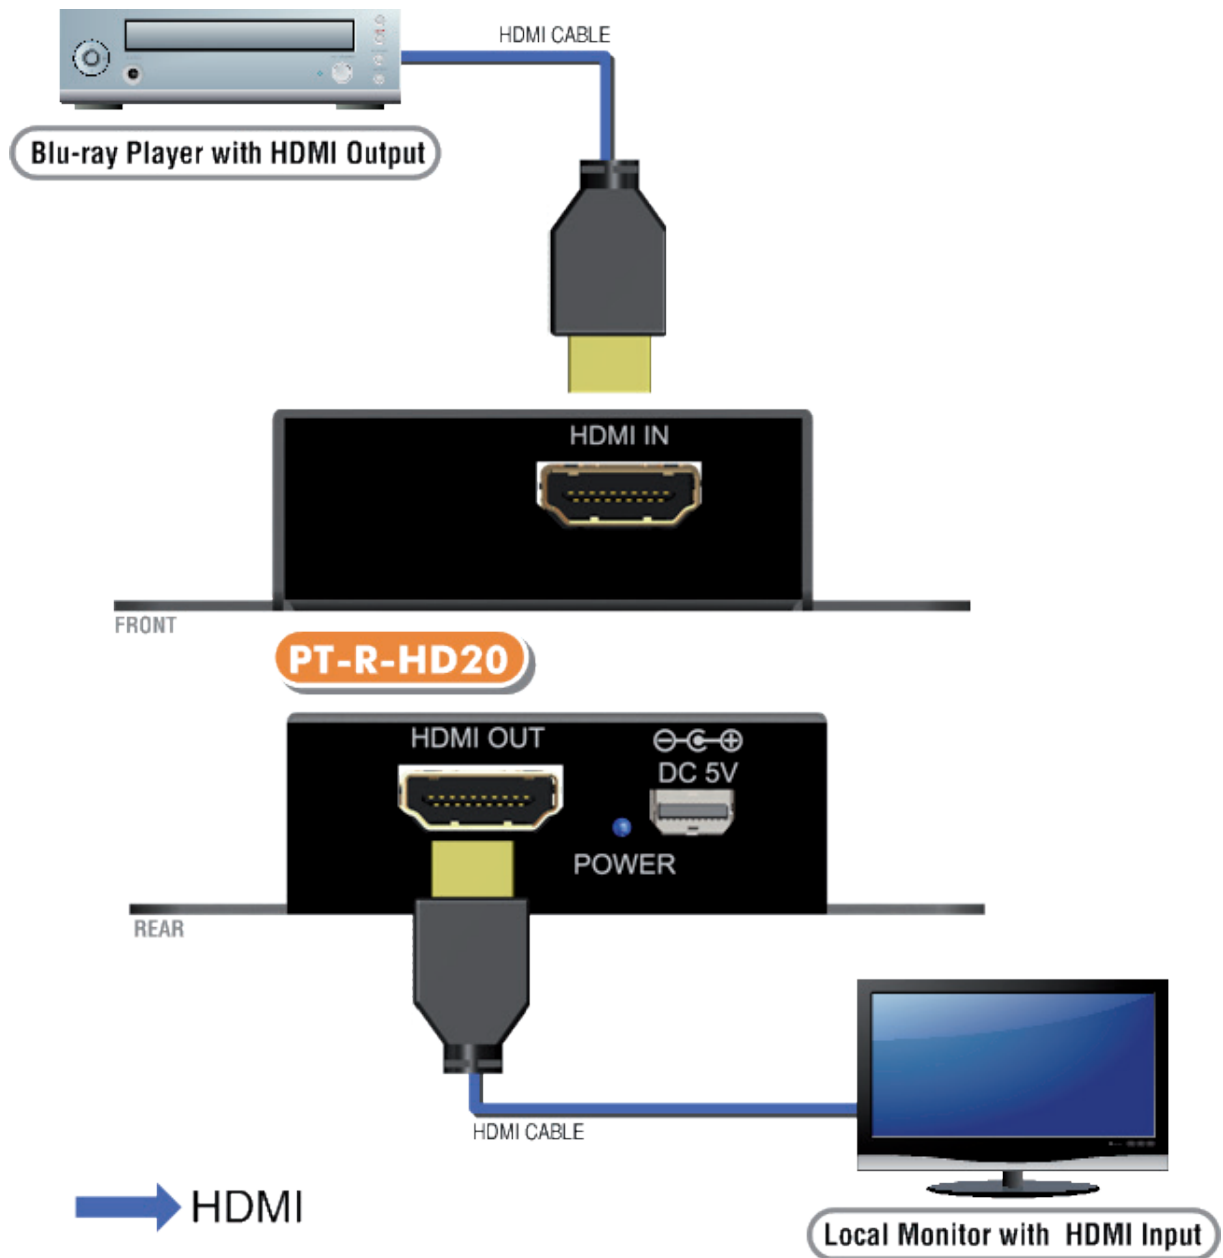 HDMI CABLE
Blu-ray Player with HDMI Output
HDMI IN
FRONT
PT-R-HD20
HDMI OUT
DC 5V
POWER
REAR
HDMI CABLE
HDMI
Local Monitor with HDMI Input